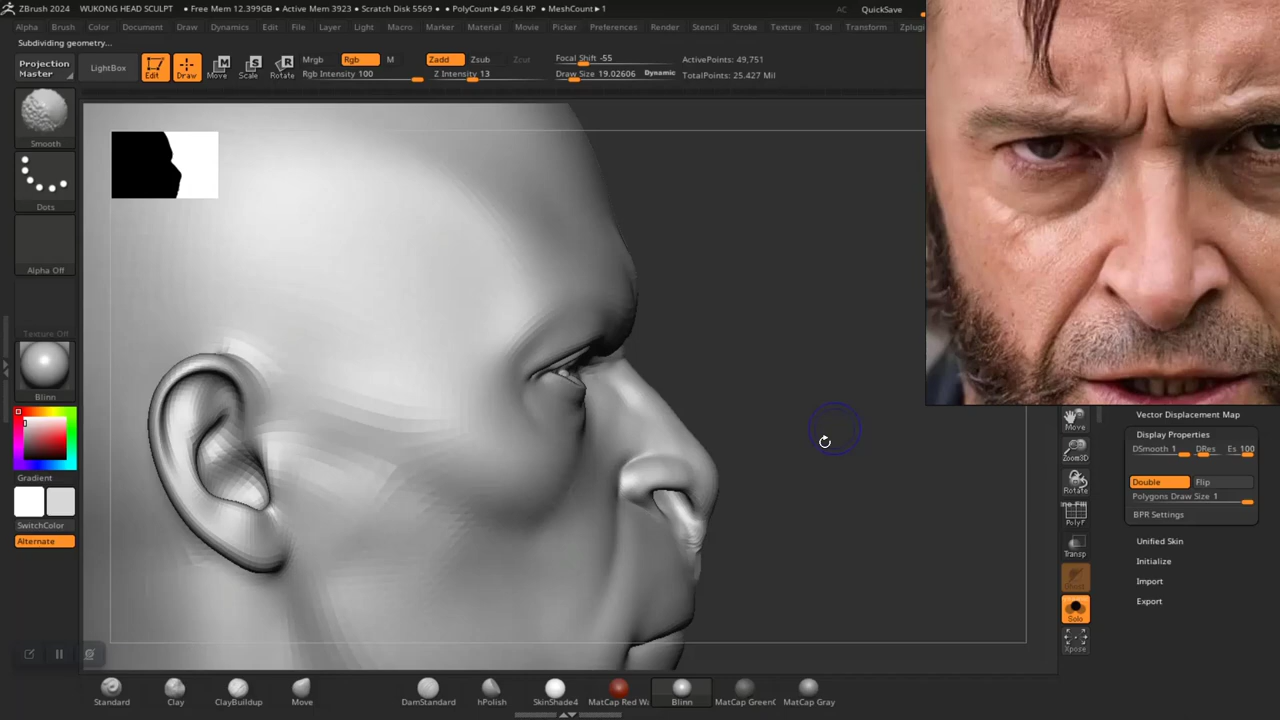 ZBrush 2024 WUKONG HEAD SCULPT • Free Mem 12.399GB • Active Mem 3923 • Scratch Disk 5569 • PolyCount▸49.64 KP • MeshCount▸1 AC QuickSave
Alpha Brush Color Document Draw Dynamics Edit File Layer Light Macro Marker Material Movie Picker Preferences Render Stencil Stroke Texture Tool Transform Zplugi
Subdividing geometry...
Projection Master
LightBox
Edit
Draw
Move
Scale
Rotate
Mrgb Rgb M
Rgb Intensity 100
Zadd Zsub Zcut
Z Intensity 13
Focal Shift -55
Draw Size 19.02606 Dynamic
ActivePoints: 49,751
TotalPoints: 25.427 Mil
Smooth
Dots
Alpha Off
Texture Off
Blinn
Gradient
SwitchColor
Alternate
Move
Zoom3D
Rotate
PolyF
Transp
Ghost
Solo
Xpose
Vector Displacement Map
Display Properties
DSmooth 1 DRes Es 100
Double Flip
Polygons Draw Size 1
BPR Settings
Unified Skin
Initialize
Import
Export
Standard Clay ClayBuildup Move DamStandard hPolish SkinShade4 MatCap Red Wa Blinn MatCap GreenC MatCap Gray